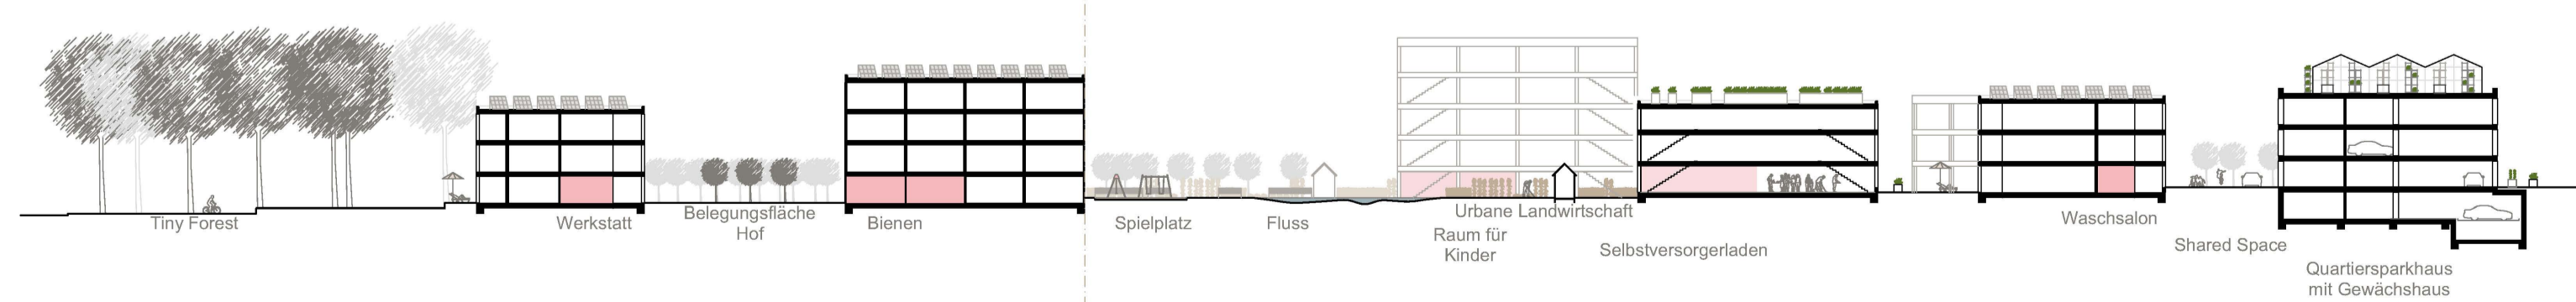 Tiny Forest
Werkstatt
Belegungsfläche
Hof
Bienen
Spielplatz
Fluss
Urbane Landwirtschaft
Raum für
Kinder
Selbstversorgerladen
Waschsalon
Shared Space
Quartiersparkhaus
mit Gewächshaus